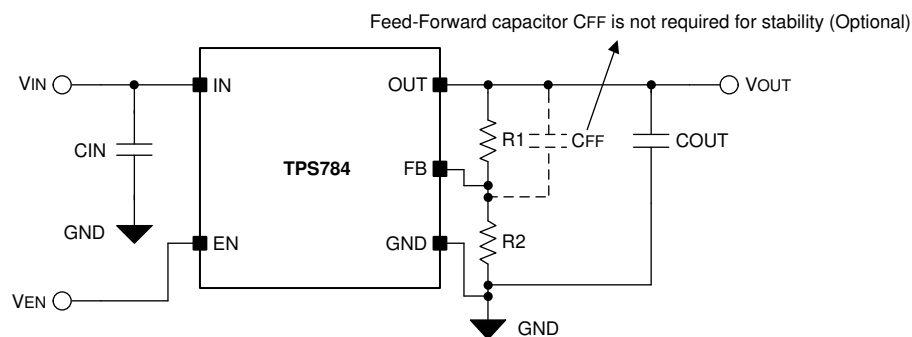 Feed-Forward capacitor CFF is not required for stability (Optional)
VIN
IN
OUT
VOUT
CIN
R1
CFF
COUT
TPS784
FB
GND
EN
GND
R2
VEN
GND